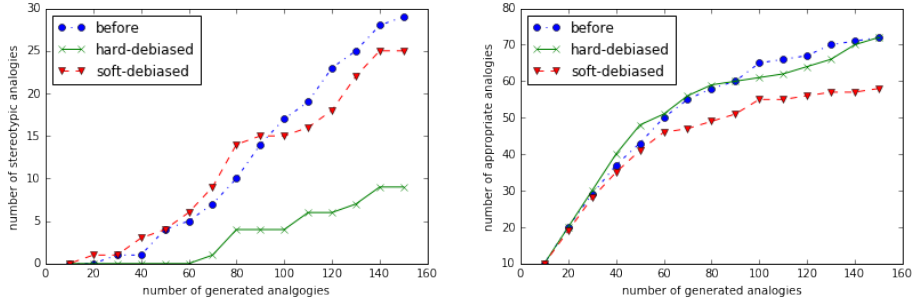 30
25
20
15
10
5
0
0 20 40 60 80 100 120 140 160
number of stereotypic analogies
number of generated analgogies
before
hard-debiased
soft-debiased
80
70
60
50
40
30
20
10
0 20 40 60 80 100 120 140 160
number of appropriate analogies
number of generated analogies
before
hard-debiased
soft-debiased